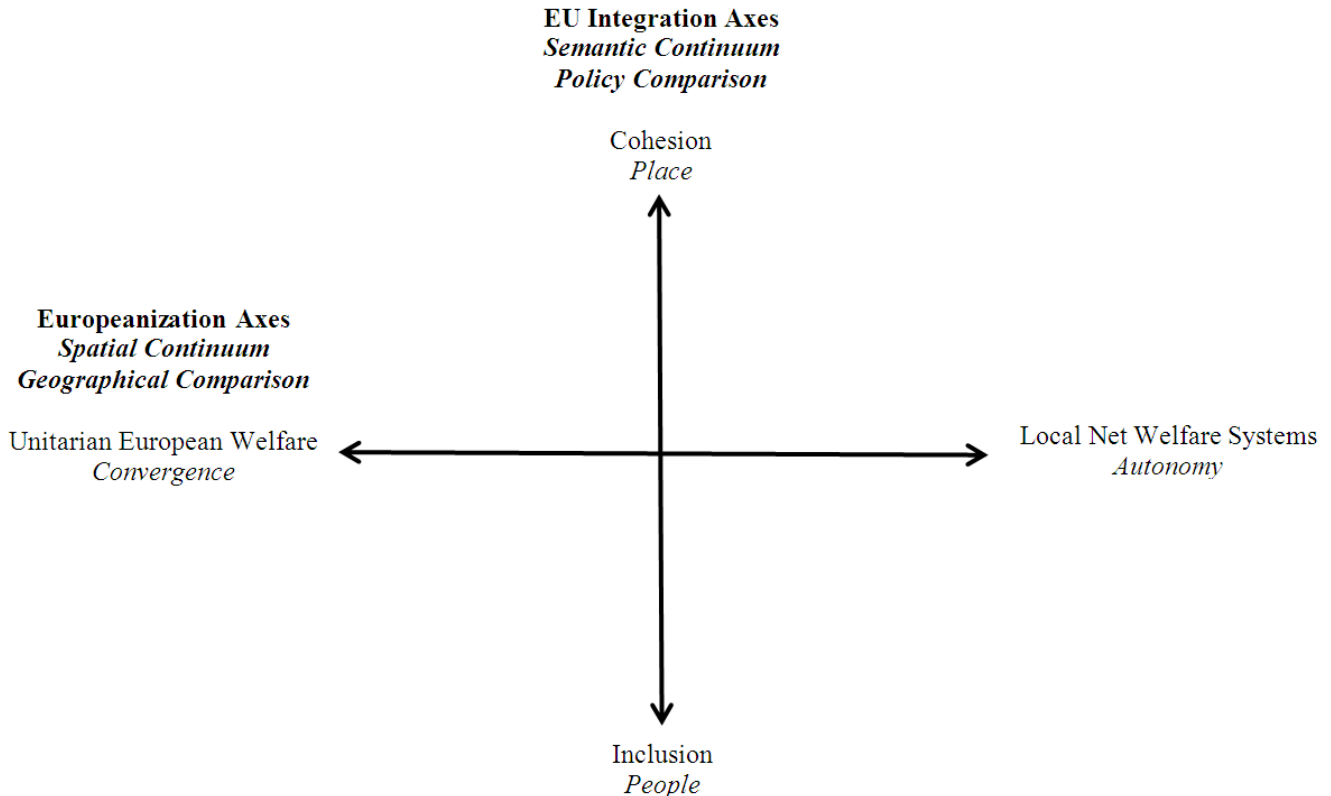 EU Integration Axes
Semantic Continuum
Policy Comparison
Cohesion
Place
Europeanization Axes
Spatial Continuum
Geographical Comparison
Unitarian European Welfare
Convergence
Local Net Welfare Systems
Autonomy
Inclusion
People